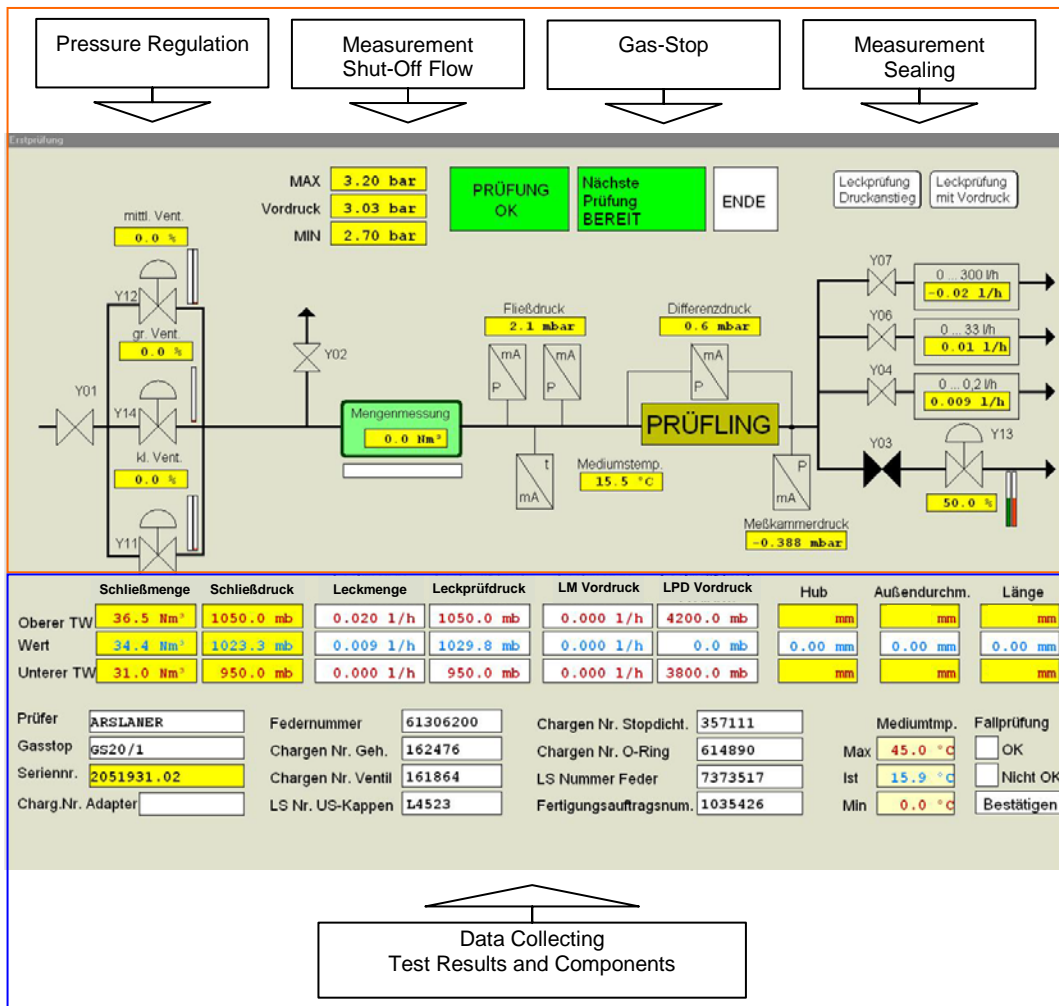 Pressure Regulation
Measurement
Shut-Off Flow
Gas-Stop
Measurement
Sealing
Erstprüfung
MAX 3.20 bar
Vordruck 3.03 bar
MIN 2.70 bar
PRÜFUNG
OK
Nächste
Prüfung
BEREIT
ENDE
Leckprüfung
Druckanstieg
Leckprüfung
mit Vordruck
mittl. Vent.
0.0 %
Y12
gr. Vent.
0.0 %
Y01
Y14
kl. Vent.
0.0 %
Y11
Y02
Mengenmessung
0.0 Nm³
Fließdruck
2.1 mbar
mA
P
mA
P
t
mA
Mediumstemp.
15.5 °C
Differenzdruck
0.6 mbar
mA
P
PRÜFLING
P
mA
Meßkammerdruck
-0.388 mbar
Y07
0 ... 300 l/h
-0.02 l/h
Y06
0 ... 33 l/h
0.01 l/h
Y04
0 ... 0,2 l/h
0.009 l/h
Y03
Y13
50.0 %
Schließmenge Schließdruck Leckmenge Leckprüfdruck LM Vordruck LPD Vordruck Hub Außendurchm. Länge
Oberer TW 36.5 Nm³ 1050.0 mb 0.020 l/h 1050.0 mb 0.000 l/h 4200.0 mb mm mm mm
Wert 34.4 Nm³ 1023.3 mb 0.009 l/h 1029.8 mb 0.000 l/h 0.0 mb 0.00 mm 0.00 mm 0.00 mm
Unterer TW 31.0 Nm³ 950.0 mb 0.000 l/h 950.0 mb 0.000 l/h 3800.0 mb mm mm mm
Prüfer ARSLANER
Gasstop GS20/1
Seriennr. 2051931.02
Charg.Nr. Adapter
Federnummer 61306200
Chargen Nr. Geh. 162476
Chargen Nr. Ventil 161864
LS Nr. US-Kappen L4523
Chargen Nr. Stopdicht. 357111
Chargen Nr. O-Ring 614890
LS Nummer Feder 7373517
Fertigungsauftragsnum. 1035426
Mediumtmp.
Max 45.0 °C
Ist 15.9 °C
Min 0.0 °C
Fallprüfung
OK
Nicht OK
Bestätigen
Data Collecting
Test Results and Components